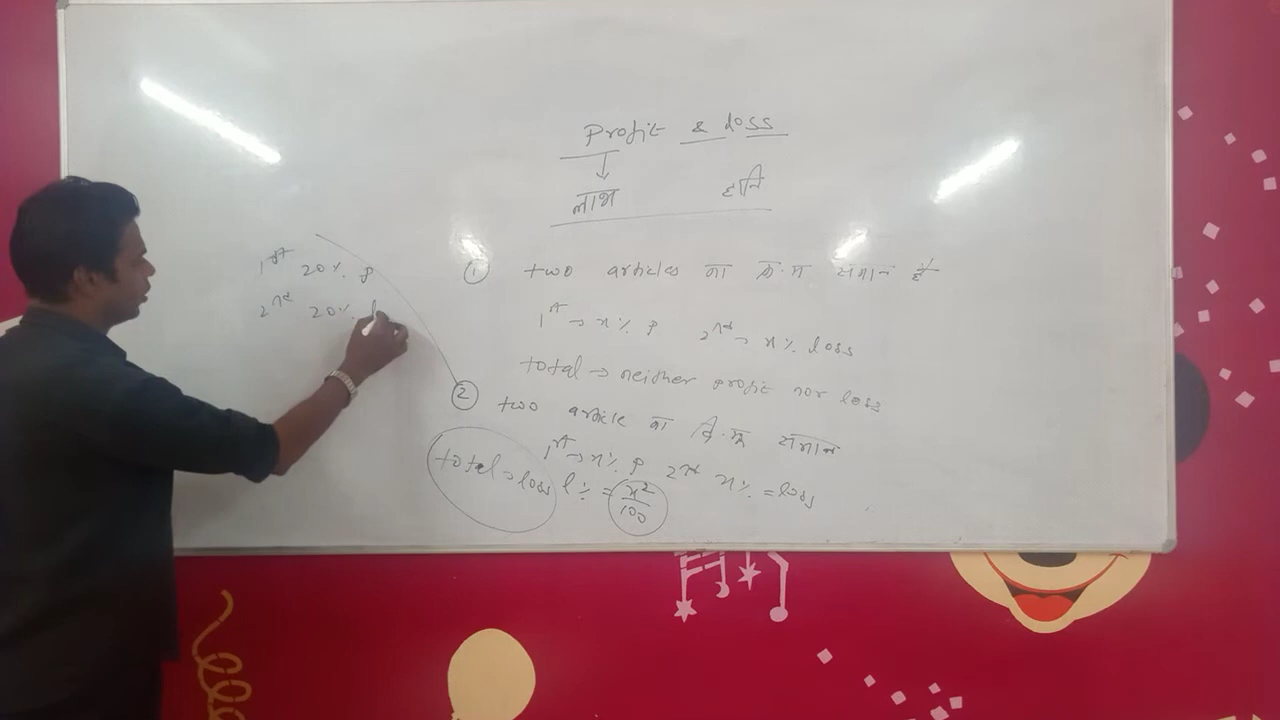 Profit & loss
लाभ हानि
1st 20% P
2nd 20% l
① two articles का क्र.मू समान है
1st → x% P 2nd → x% loss
total → neither profit nor loss
② two article का वि.मू समान
1st → x% P 2nd x% = loss
total → loss l% = x²/100